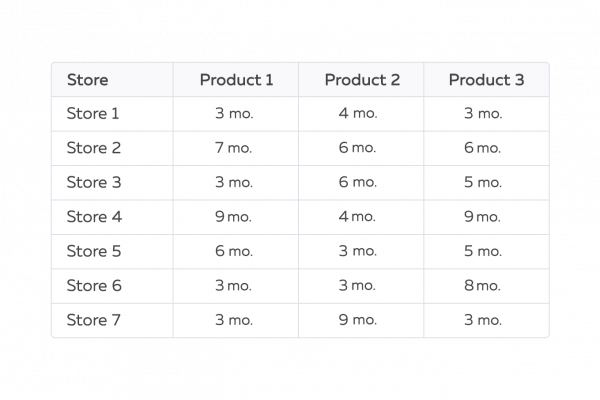 Store Product 1 Product 2 Product 3
Store 1 3 mo. 4 mo. 3 mo.
Store 2 7 mo. 6 mo. 6 mo.
Store 3 3 mo. 6 mo. 5 mo.
Store 4 9 mo. 4 mo. 9 mo.
Store 5 6 mo. 3 mo. 5 mo.
Store 6 3 mo. 3 mo. 8 mo.
Store 7 3 mo. 9 mo. 3 mo.